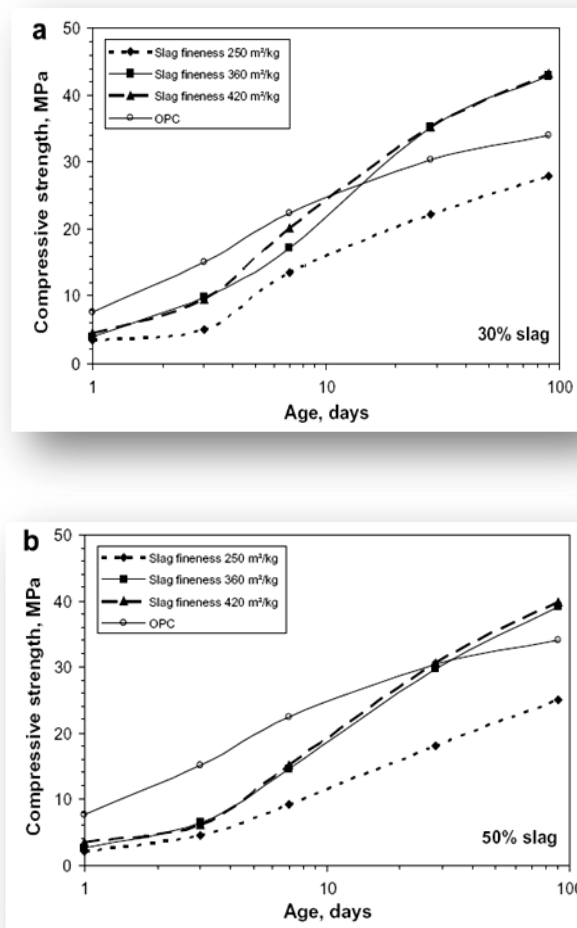 a
50
40
30
20
10
0
Compressive strength, MPa
Slag fineness 250 m²/kg
Slag fineness 360 m²/kg
Slag fineness 420 m²/kg
OPC
30% slag
1
10
100
Age, days
b
50
40
30
20
10
0
Compressive strength, MPa
Slag fineness 250 m²/kg
Slag fineness 360 m²/kg
Slag fineness 420 m²/kg
OPC
50% slag
1
10
100
Age, days